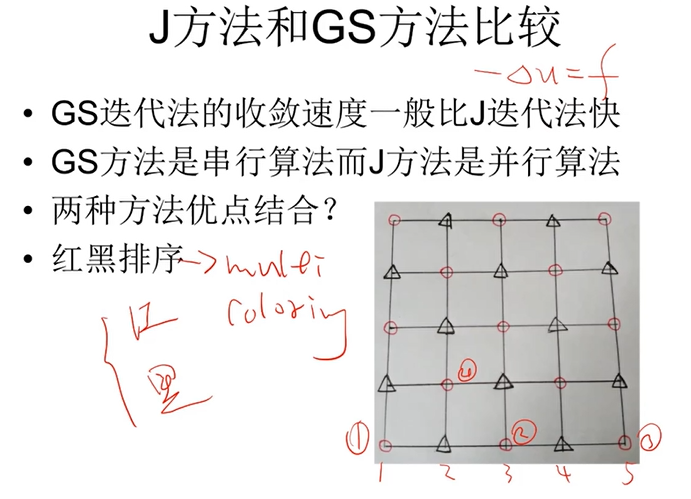 J方法和GS方法比较
-Δu=f
• GS迭代法的收敛速度一般比J迭代法快
• GS方法是串行算法而J方法是并行算法
• 两种方法优点结合？
• 红黑排序→multi
coloring
红
黑
④
① ② ③
1 2 3 4 5